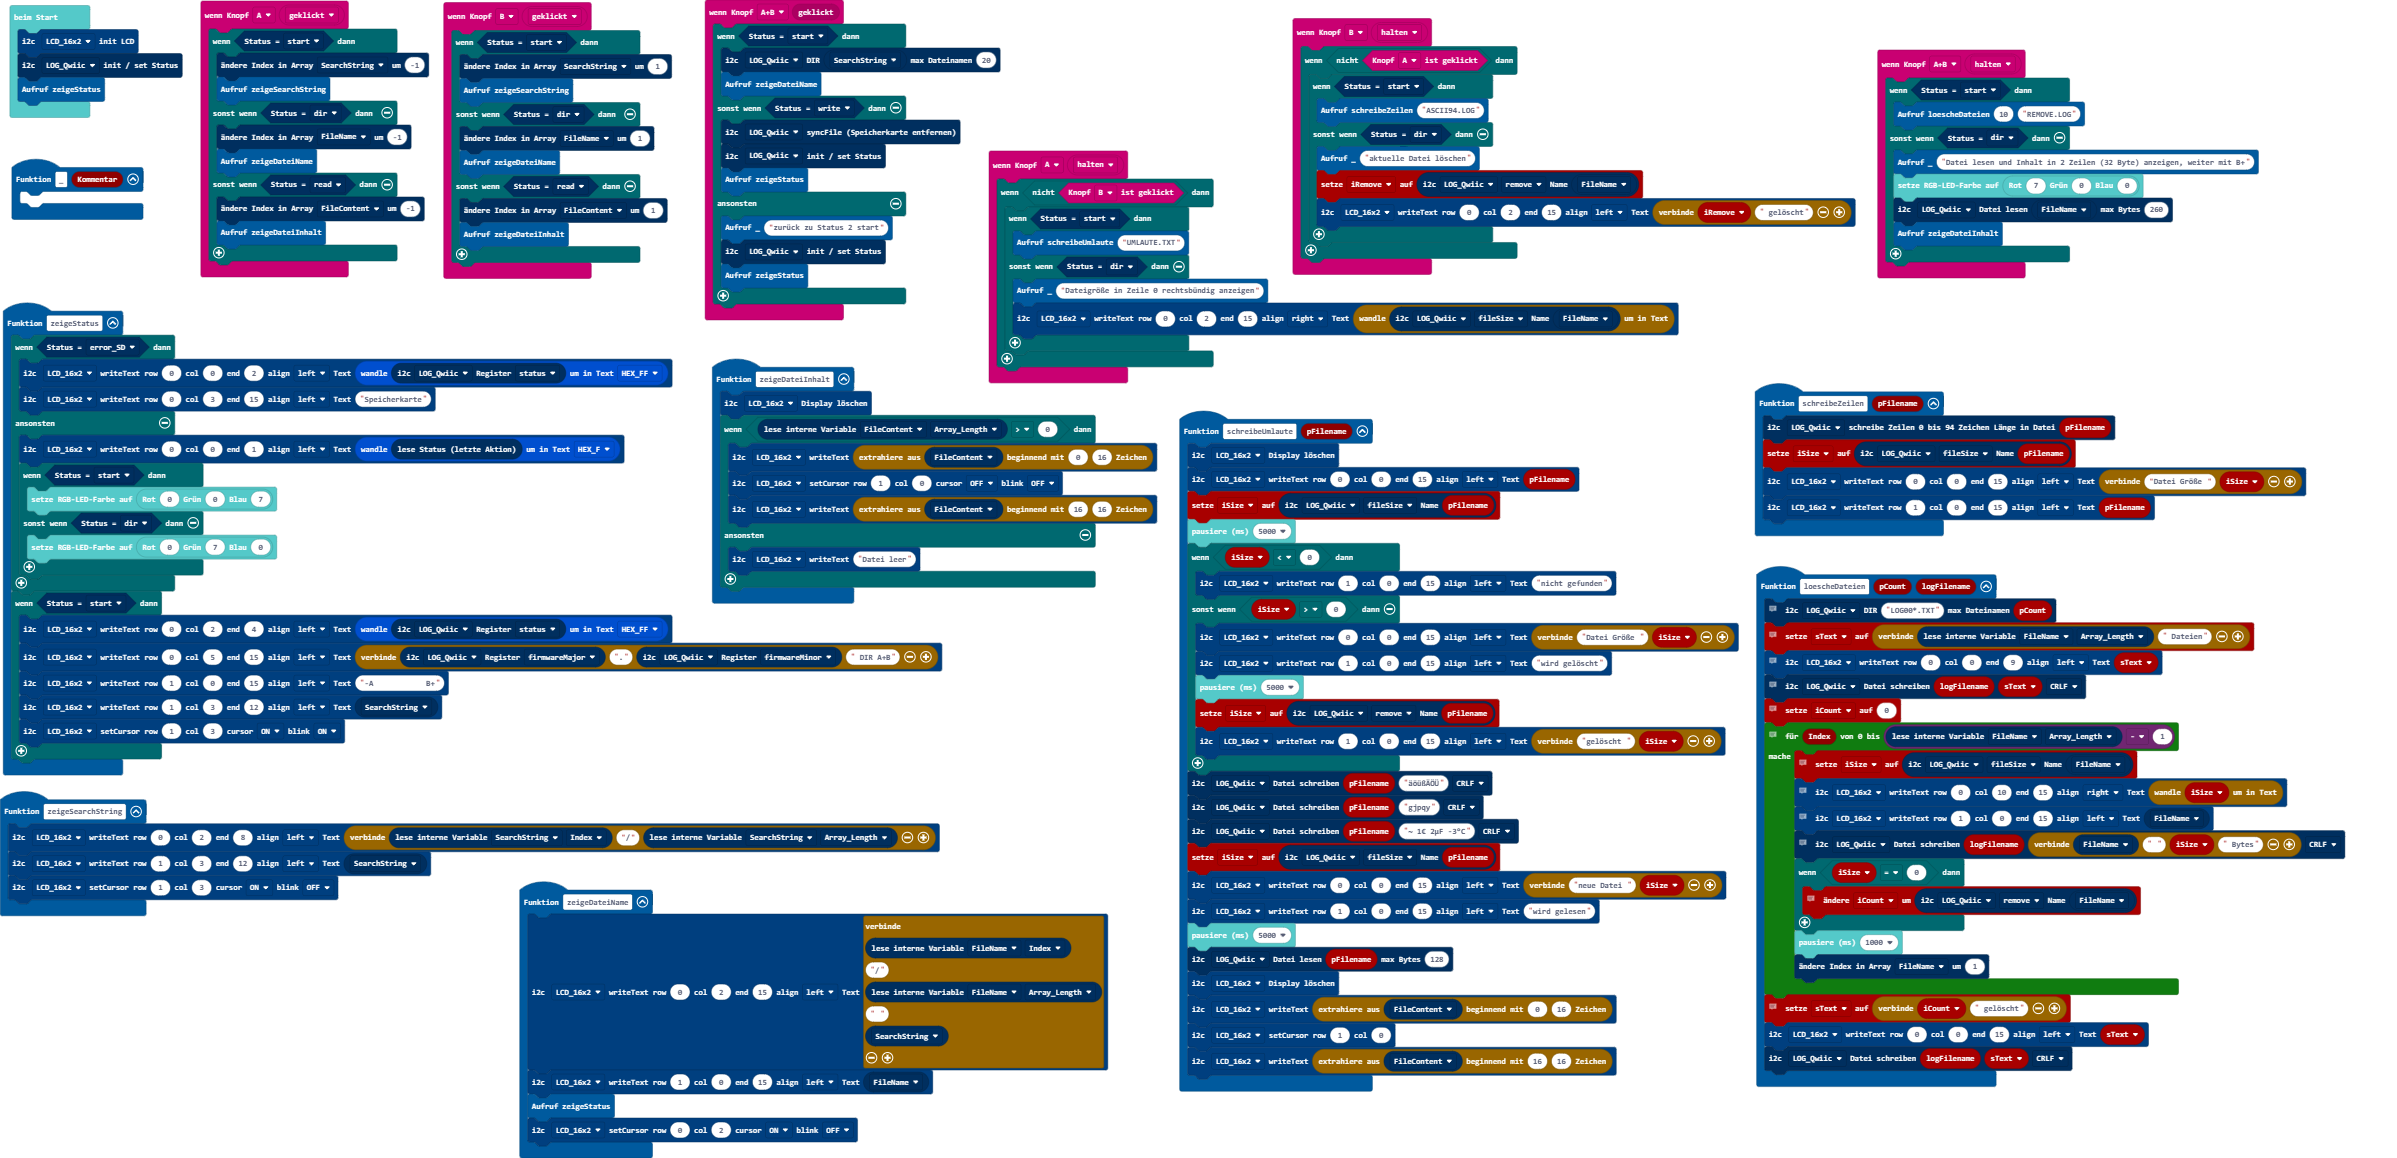 beim Start
i2c LCD_16x2 init LCD
i2c LOG_Qwiic init / set Status
Aufruf zeigeStatus
Funktion _ Kommentar
wenn Knopf A geklickt
wenn Status = start dann
ändere Index in Array SearchString um -1
Aufruf zeigeSearchString
sonst wenn Status = dir dann
ändere Index in Array FileName um -1
Aufruf zeigeDateiName
sonst wenn Status = read dann
ändere Index in Array FileContent um -1
Aufruf zeigeDateiInhalt
wenn Knopf B geklickt
wenn Status = start dann
ändere Index in Array SearchString um 1
Aufruf zeigeSearchString
sonst wenn Status = dir dann
ändere Index in Array FileName um 1
Aufruf zeigeDateiName
sonst wenn Status = read dann
ändere Index in Array FileContent um 1
Aufruf zeigeDateiInhalt
wenn Knopf A+B geklickt
wenn Status = start dann
i2c LOG_Qwiic DIR SearchString max Dateinamen 20
Aufruf zeigeDateiName
sonst wenn Status = write dann
i2c LOG_Qwiic syncFile (Speicherkarte entfernen)
i2c LOG_Qwiic init / set Status
Aufruf zeigeStatus
ansonsten
Aufruf _ "zurück zu Status 2 start"
i2c LOG_Qwiic init / set Status
Aufruf zeigeStatus
wenn Knopf A halten
wenn nicht Knopf B ist geklickt dann
wenn Status = start dann
Aufruf schreibeUmlaute "UMLAUTE.TXT"
sonst wenn Status = dir dann
Aufruf _ "Dateigröße in Zeile 0 rechtsbündig anzeigen"
i2c LCD_16x2 writeText row 0 col 2 end 15 align right Text wandle i2c LOG_Qwiic fileSize Name FileName um in Text
wenn Knopf B halten
wenn nicht Knopf A ist geklickt dann
wenn Status = start dann
Aufruf schreibeZeilen "ASCII94.LOG"
sonst wenn Status = dir dann
Aufruf _ "aktuelle Datei löschen"
setze iRemove auf i2c LOG_Qwiic remove Name FileName
i2c LCD_16x2 writeText row 0 col 2 end 15 align left Text verbinde iRemove " gelöscht"
wenn Knopf A+B halten
wenn Status = start dann
Aufruf loescheDateien 10 "REMOVE.LOG"
sonst wenn Status = dir dann
Aufruf _ "Datei lesen und Inhalt in 2 Zeilen (32 Byte) anzeigen, weiter mit B+"
setze RGB-LED-Farbe auf Rot 7 Grün 0 Blau 0
i2c LOG_Qwiic Datei lesen FileName max Bytes 260
Aufruf zeigeDateiInhalt
Funktion zeigeStatus
wenn Status = error_SD dann
i2c LCD_16x2 writeText row 0 col 0 end 2 align left Text wandle i2c LOG_Qwiic Register status um in Text HEX_FF
i2c LCD_16x2 writeText row 0 col 3 end 15 align left Text "Speicherkarte"
ansonsten
i2c LCD_16x2 writeText row 0 col 0 end 1 align left Text wandle lese Status (letzte Aktion) um in Text HEX_F
wenn Status = start dann
setze RGB-LED-Farbe auf Rot 0 Grün 0 Blau 7
sonst wenn Status = dir dann
setze RGB-LED-Farbe auf Rot 0 Grün 7 Blau 0
wenn Status = start dann
i2c LCD_16x2 writeText row 0 col 2 end 4 align left Text wandle i2c LOG_Qwiic Register status um in Text HEX_FF
i2c LCD_16x2 writeText row 0 col 5 end 15 align left Text verbinde i2c LOG_Qwiic Register firmwareMajor "." i2c LOG_Qwiic Register firmwareMinor " DIR A+B"
i2c LCD_16x2 writeText row 1 col 0 end 15 align left Text "-A B+"
i2c LCD_16x2 writeText row 1 col 3 end 12 align left Text SearchString
i2c LCD_16x2 setCursor row 1 col 3 cursor ON blink ON
Funktion zeigeSearchString
i2c LCD_16x2 writeText row 0 col 2 end 8 align left Text verbinde lese interne Variable SearchString Index "/" lese interne Variable SearchString Array_Length
i2c LCD_16x2 writeText row 1 col 3 end 12 align left Text SearchString
i2c LCD_16x2 setCursor row 1 col 3 cursor ON blink OFF
Funktion zeigeDateiInhalt
i2c LCD_16x2 Display löschen
wenn lese interne Variable FileContent Array_Length > 0 dann
i2c LCD_16x2 writeText extrahiere aus FileContent beginnend mit 0 16 Zeichen
i2c LCD_16x2 setCursor row 1 col 0 cursor OFF blink OFF
i2c LCD_16x2 writeText extrahiere aus FileContent beginnend mit 16 16 Zeichen
ansonsten
i2c LCD_16x2 writeText "Datei leer"
Funktion zeigeDateiName
verbinde
lese interne Variable FileName Index
"/"
i2c LCD_16x2 writeText row 0 col 2 end 15 align left Text lese interne Variable FileName Array_Length
" "
SearchString
i2c LCD_16x2 writeText row 1 col 0 end 15 align left Text FileName
Aufruf zeigeStatus
i2c LCD_16x2 setCursor row 0 col 2 cursor ON blink OFF
Funktion schreibeUmlaute pFilename
i2c LCD_16x2 Display löschen
i2c LCD_16x2 writeText row 0 col 0 end 15 align left Text pFilename
setze iSize auf i2c LOG_Qwiic fileSize Name pFilename
pausiere (ms) 5000
wenn iSize < 0 dann
i2c LCD_16x2 writeText row 1 col 0 end 15 align left Text "nicht gefunden"
sonst wenn iSize > 0 dann
i2c LCD_16x2 writeText row 0 col 0 end 15 align left Text verbinde "Datei Größe " iSize
i2c LCD_16x2 writeText row 1 col 0 end 15 align left Text "wird gelöscht"
pausiere (ms) 5000
setze iSize auf i2c LOG_Qwiic remove Name pFilename
i2c LCD_16x2 writeText row 1 col 0 end 15 align left Text verbinde "gelöscht " iSize
i2c LOG_Qwiic Datei schreiben pFilename "äöüßÄÖÜ" CRLF
i2c LOG_Qwiic Datei schreiben pFilename "gjpqy" CRLF
i2c LOG_Qwiic Datei schreiben pFilename "~ 1€ 2µF -3°C" CRLF
setze iSize auf i2c LOG_Qwiic fileSize Name pFilename
i2c LCD_16x2 writeText row 0 col 0 end 15 align left Text verbinde "neue Datei " iSize
i2c LCD_16x2 writeText row 1 col 0 end 15 align left Text "wird gelesen"
pausiere (ms) 5000
i2c LOG_Qwiic Datei lesen pFilename max Bytes 128
i2c LCD_16x2 Display löschen
i2c LCD_16x2 writeText extrahiere aus FileContent beginnend mit 0 16 Zeichen
i2c LCD_16x2 setCursor row 1 col 0
i2c LCD_16x2 writeText extrahiere aus FileContent beginnend mit 16 16 Zeichen
Funktion schreibeZeilen pFilename
i2c LOG_Qwiic schreibe Zeilen 0 bis 94 Zeichen Länge in Datei pFilename
setze iSize auf i2c LOG_Qwiic fileSize Name pFilename
i2c LCD_16x2 writeText row 0 col 0 end 15 align left Text verbinde "Datei Größe " iSize
i2c LCD_16x2 writeText row 1 col 0 end 15 align left Text pFilename
Funktion loescheDateien pCount logFilename
i2c LOG_Qwiic DIR "LOG00*.TXT" max Dateinamen pCount
setze sText auf verbinde lese interne Variable FileName Array_Length " Dateien"
i2c LCD_16x2 writeText row 0 col 0 end 9 align left Text sText
i2c LOG_Qwiic Datei schreiben logFilename sText CRLF
setze iCount auf 0
für Index von 0 bis lese interne Variable FileName Array_Length - 1
mache
setze iSize auf i2c LOG_Qwiic fileSize Name FileName
i2c LCD_16x2 writeText row 0 col 10 end 15 align right Text wandle iSize um in Text
i2c LCD_16x2 writeText row 1 col 0 end 15 align left Text FileName
i2c LOG_Qwiic Datei schreiben logFilename verbinde FileName " " iSize " Bytes" CRLF
wenn iSize = 0 dann
ändere iCount um i2c LOG_Qwiic remove Name FileName
pausiere (ms) 1000
ändere Index in Array FileName um 1
setze sText auf verbinde iCount " gelöscht"
i2c LCD_16x2 writeText row 0 col 0 end 15 align left Text sText
i2c LOG_Qwiic Datei schreiben logFilename sText CRLF